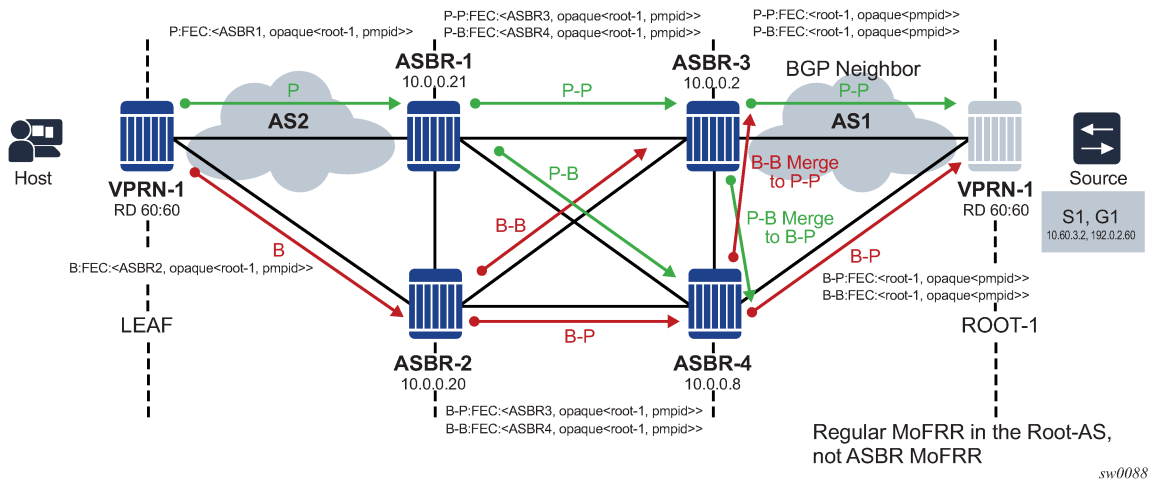 P-P:FEC:<ASBR3, opaque<root-1, pmpid>>
P-B:FEC:<ASBR4, opaque<root-1, pmpid>>
P-P:FEC:<root-1, opaque<pmpid>>
P-B:FEC:<root-1, opaque<pmpid>>
P:FEC:<ASBR1, opaque<root-1, pmpid>>
ASBR-1
10.0.0.21
ASBR-3
10.0.0.2
BGP Neighbor
P
P-P
P-P
AS2
AS1
Host
VPRN-1
RD 60:60
P-B
B-B
B-B Merge
to P-P
P-B Merge
to B-P
VPRN-1
RD 60:60
Source
S1, G1
10.60.3.2, 192.0.2.60
B
B:FEC:<ASBR2, opaque<root-1, pmpid>>
B-P
B-P:FEC:<root-1, opaque<pmpid>>
B-B:FEC:<root-1, opaque<pmpid>>
LEAF
B-P
ROOT-1
ASBR-2
10.0.0.20
ASBR-4
10.0.0.8
B-P:FEC:<ASBR3, opaque<root-1, pmpid>>
B-B:FEC:<ASBR4, opaque<root-1, pmpid>>
Regular MoFRR in the Root-AS,
not ASBR MoFRR
sw0088